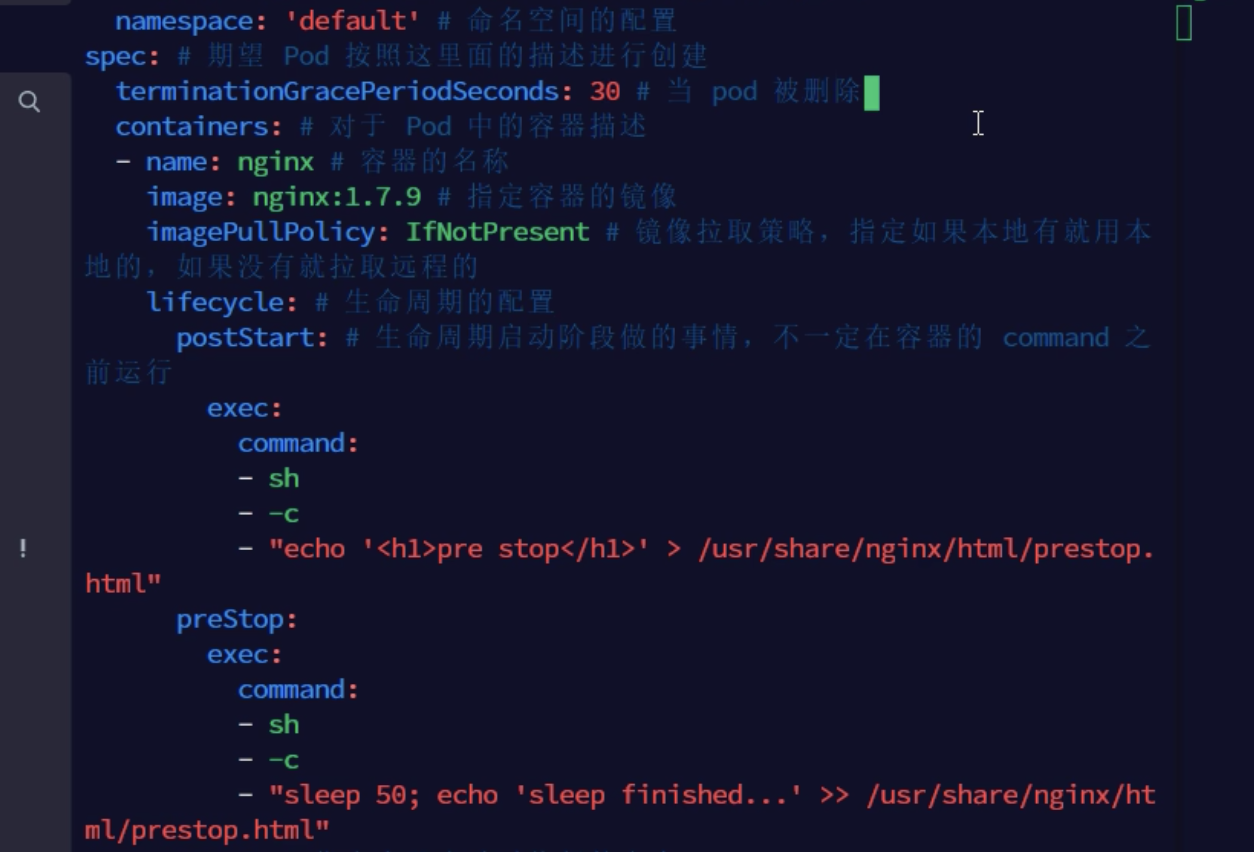 namespace: 'default' # 命名空间的配置
spec: # 期望 Pod 按照这里面的描述进行创建
terminationGracePeriodSeconds: 30 # 当 pod 被删除
containers: # 对于 Pod 中的容器描述
- name: nginx # 容器的名称
image: nginx:1.7.9 # 指定容器的镜像
imagePullPolicy: IfNotPresent # 镜像拉取策略，指定如果本地有就用本
地的，如果没有就拉取远程的
lifecycle: # 生命周期的配置
postStart: # 生命周期启动阶段做的事情，不一定在容器的 command 之
前运行
exec:
command:
- sh
- -c
- "echo '<h1>pre stop</h1>' > /usr/share/nginx/html/prestop.
html"
preStop:
exec:
command:
- sh
- -c
- "sleep 50; echo 'sleep finished...' >> /usr/share/nginx/ht
ml/prestop.html"